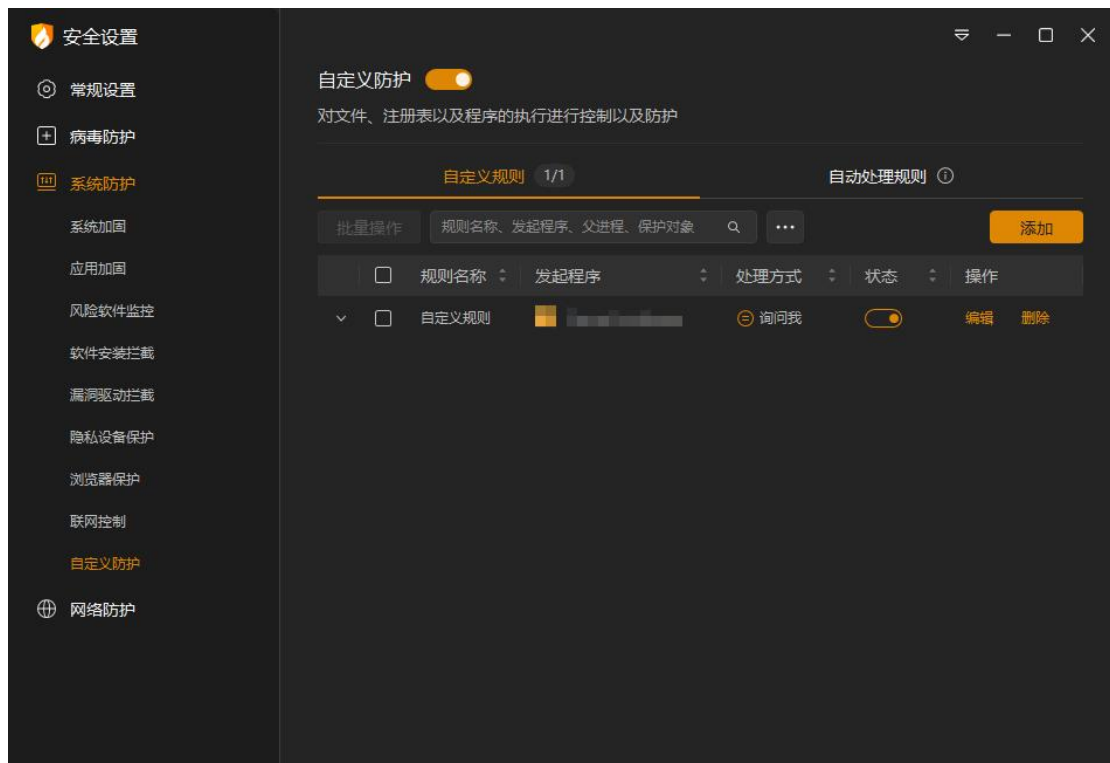 安全设置
常规设置
病毒防护
系统防护
系统加固
应用加固
风险软件监控
软件安装拦截
漏洞驱动拦截
隐私设备保护
浏览器保护
联网控制
自定义防护
网络防护
自定义防护
对文件、注册表以及程序的执行进行控制以及防护
自定义规则 1/1 自动处理规则
批量操作 规则名称、发起程序、父进程、保护对象 ... 添加
规则名称 发起程序 处理方式 状态 操作
自定义规则 询问我 编辑 删除